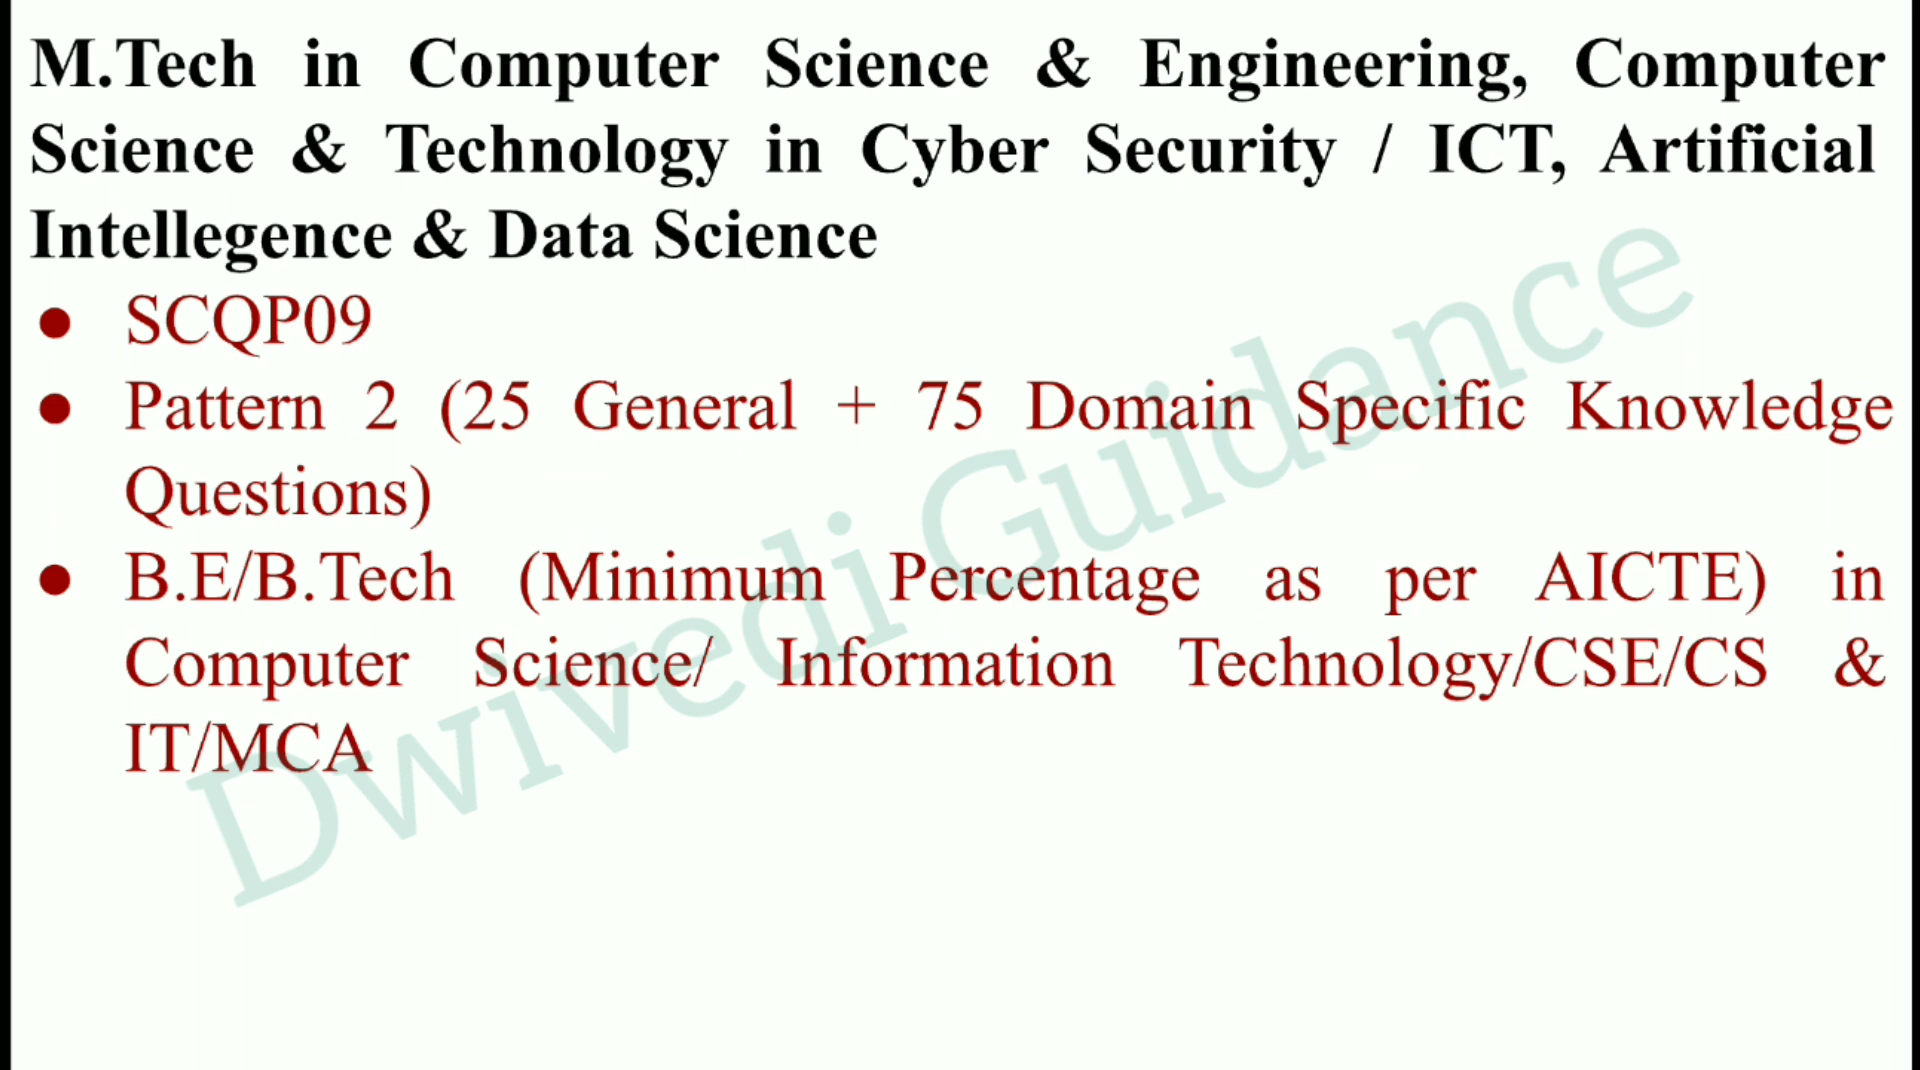 M.Tech in Computer Science & Engineering, Computer
Science & Technology in Cyber Security / ICT, Artificial
Intellegence & Data Science
● SCQP09
● Pattern 2 (25 General + 75 Domain Specific Knowledge
Questions)
● B.E/B.Tech (Minimum Percentage as per AICTE) in
Computer Science/ Information Technology/CSE/CS &
IT/MCA
Dwivedi Guidance